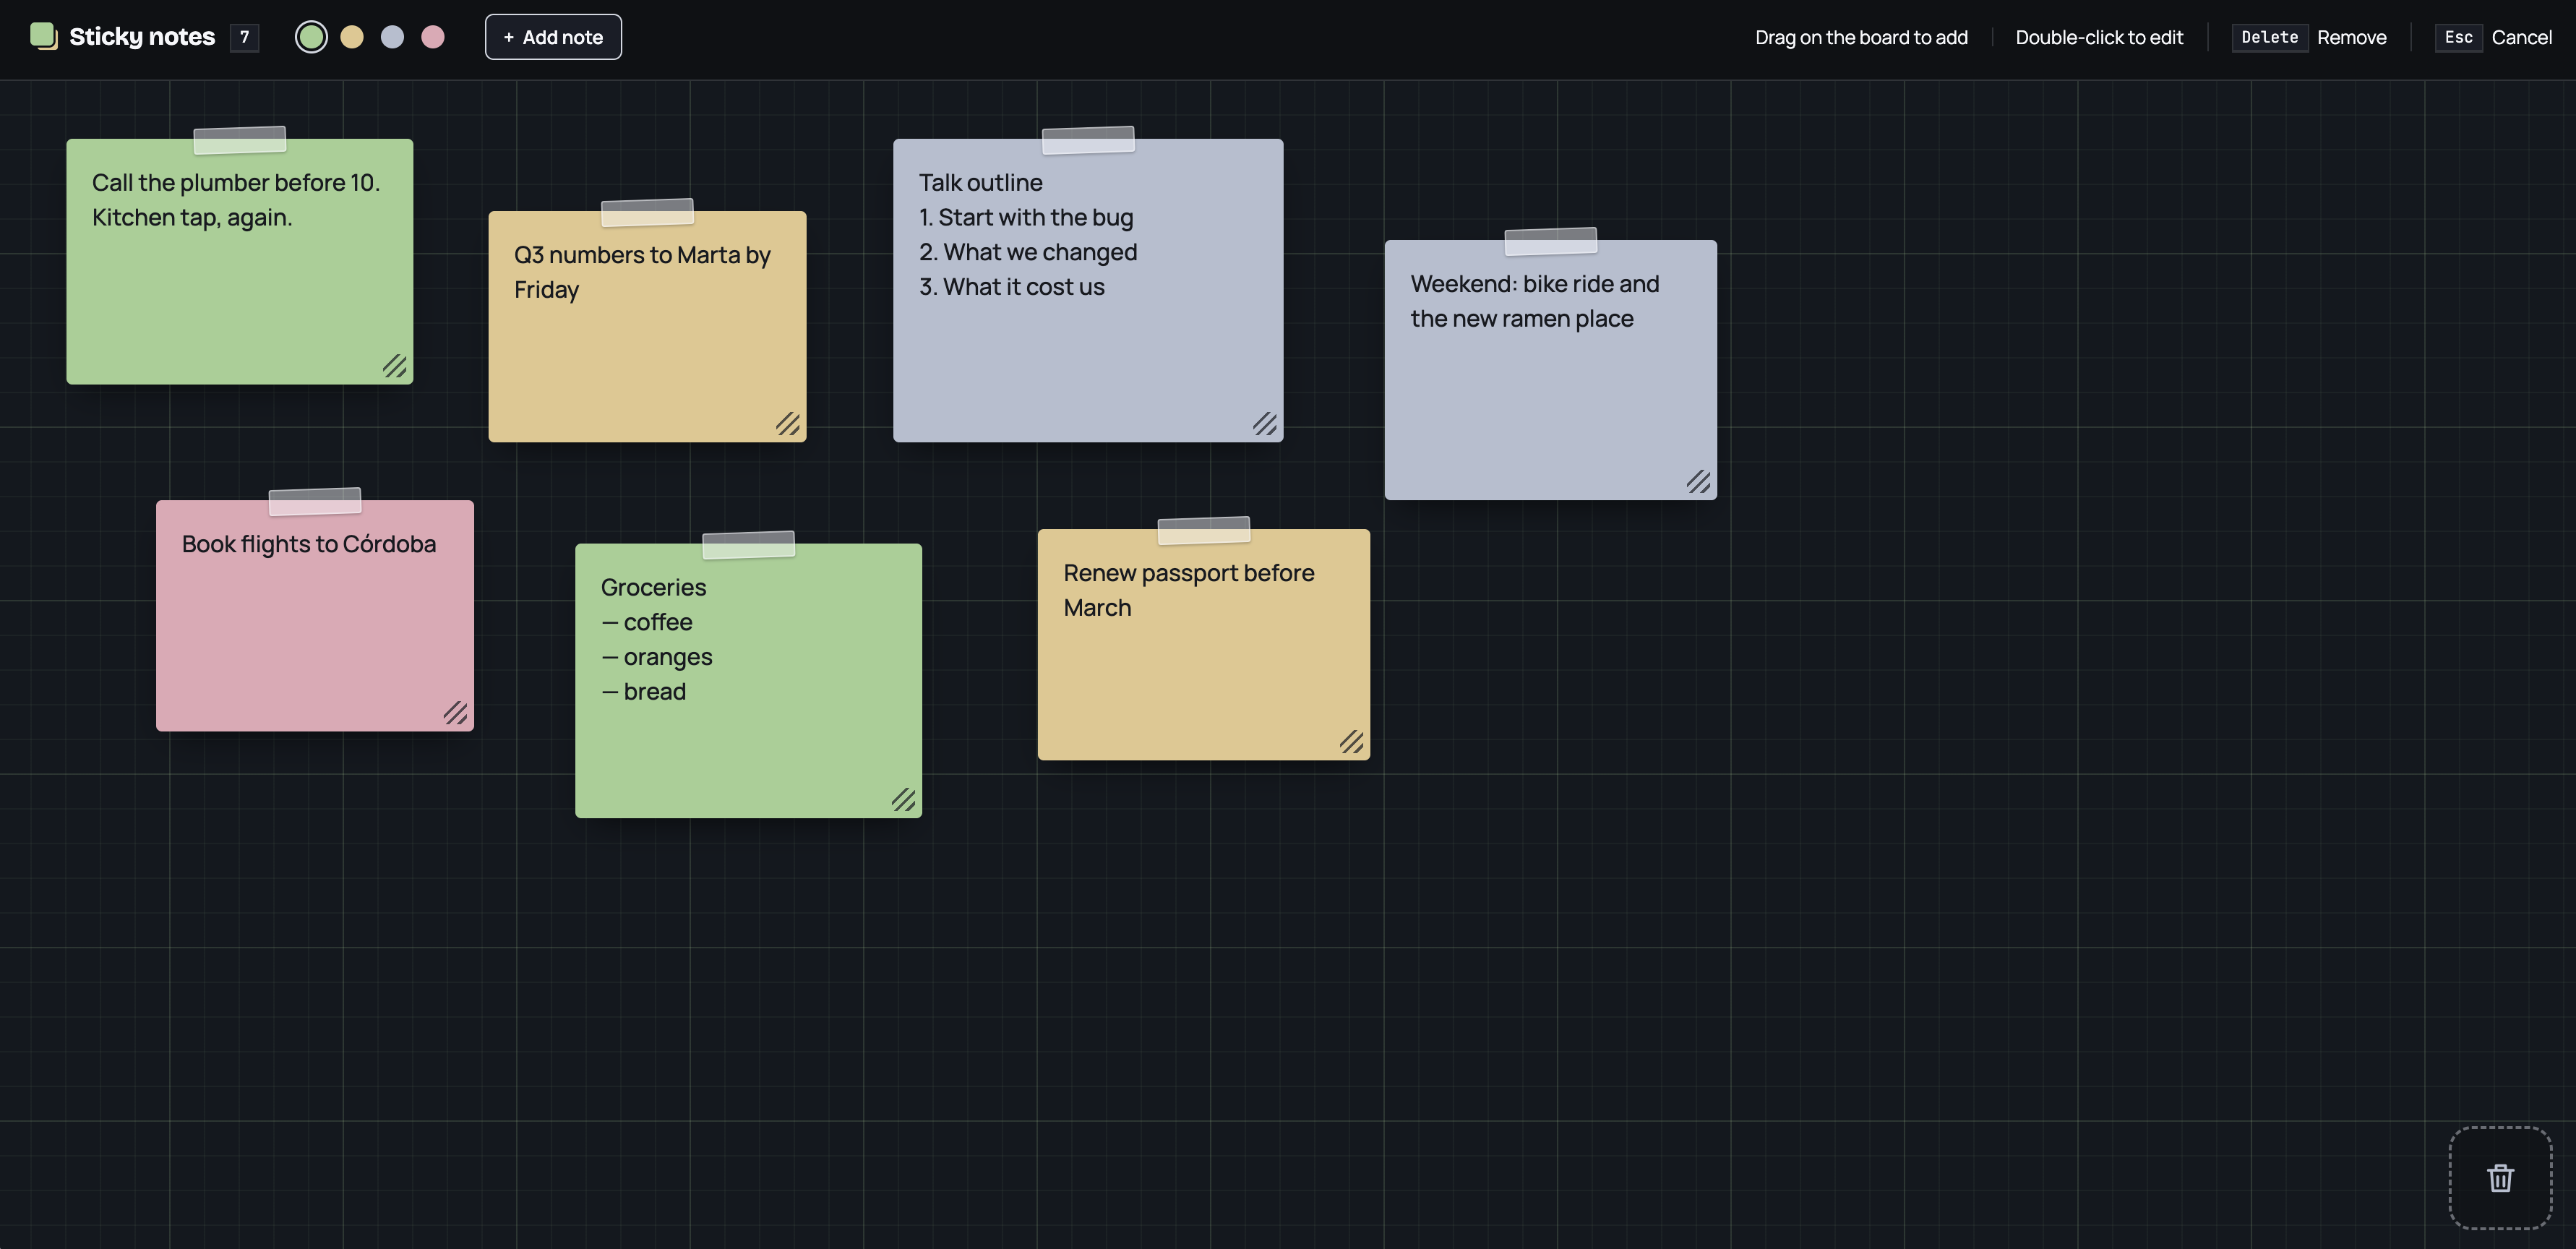 Sticky notes 7 + Add note Drag on the board to add Double-click to edit Delete Remove Esc Cancel
Call the plumber before 10.
Kitchen tap, again.
Q3 numbers to Marta by
Friday
Talk outline
1. Start with the bug
2. What we changed
3. What it cost us
Weekend: bike ride and
the new ramen place
Book flights to Córdoba
Groceries
— coffee
— oranges
— bread
Renew passport before
March